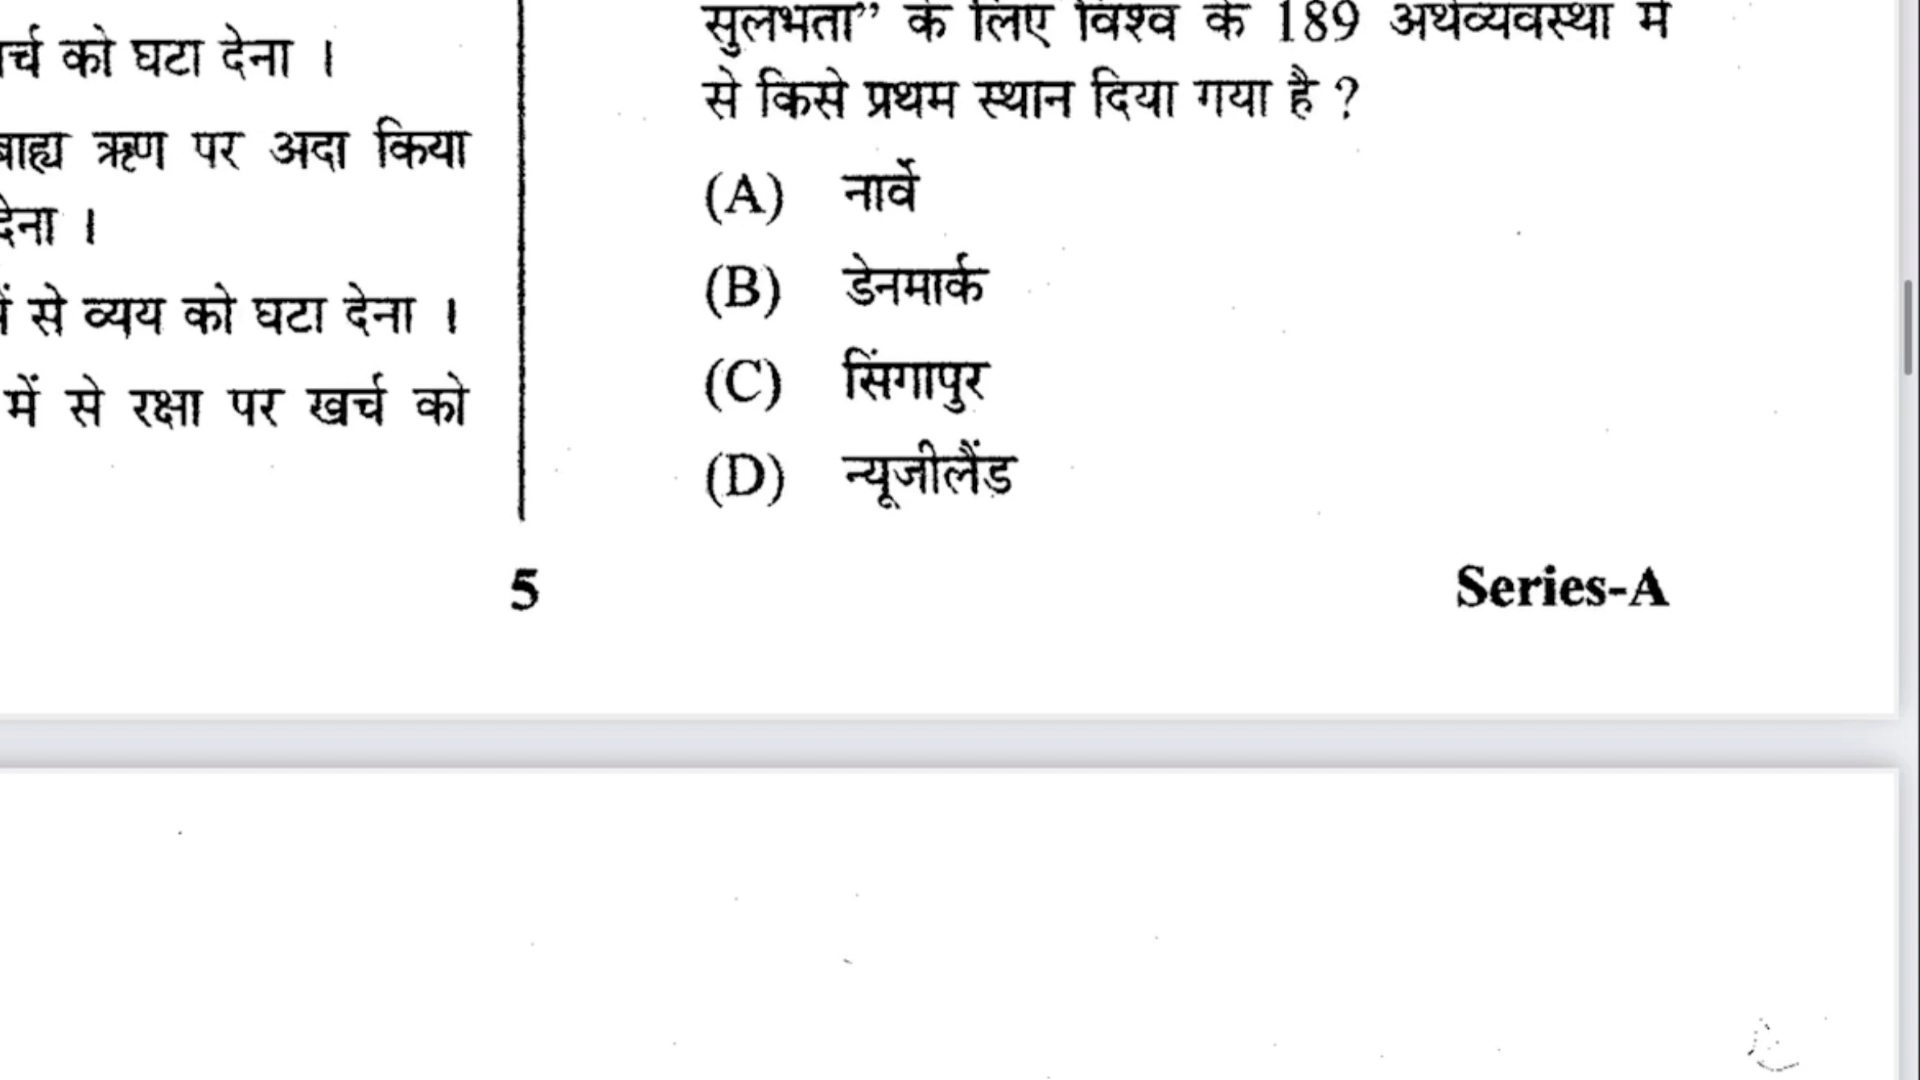 र्च को घटा देना ।
बाह्य ऋण पर अदा किया
देना ।
में से व्यय को घटा देना ।
में से रक्षा पर खर्च को
सुलभता” के लिए विश्व के 189 अर्थव्यवस्था में
से किसे प्रथम स्थान दिया गया है ?
(A) नार्वे
(B) डेनमार्क
(C) सिंगापुर
(D) न्यूजीलैंड
5
Series-A